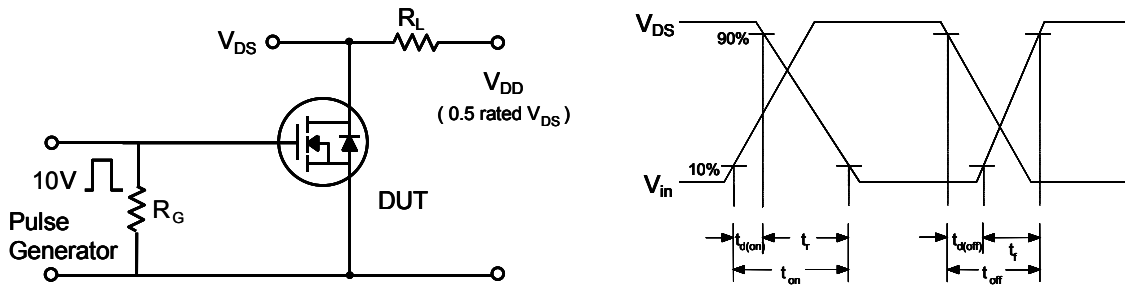 R_L
V_DS
V_DD
( 0.5 rated V_DS )
10V
R_G
DUT
Pulse
Generator
V_DS
90%
10%
V_in
t_d(on)
t_r
t_on
t_d(off)
t_f
t_off